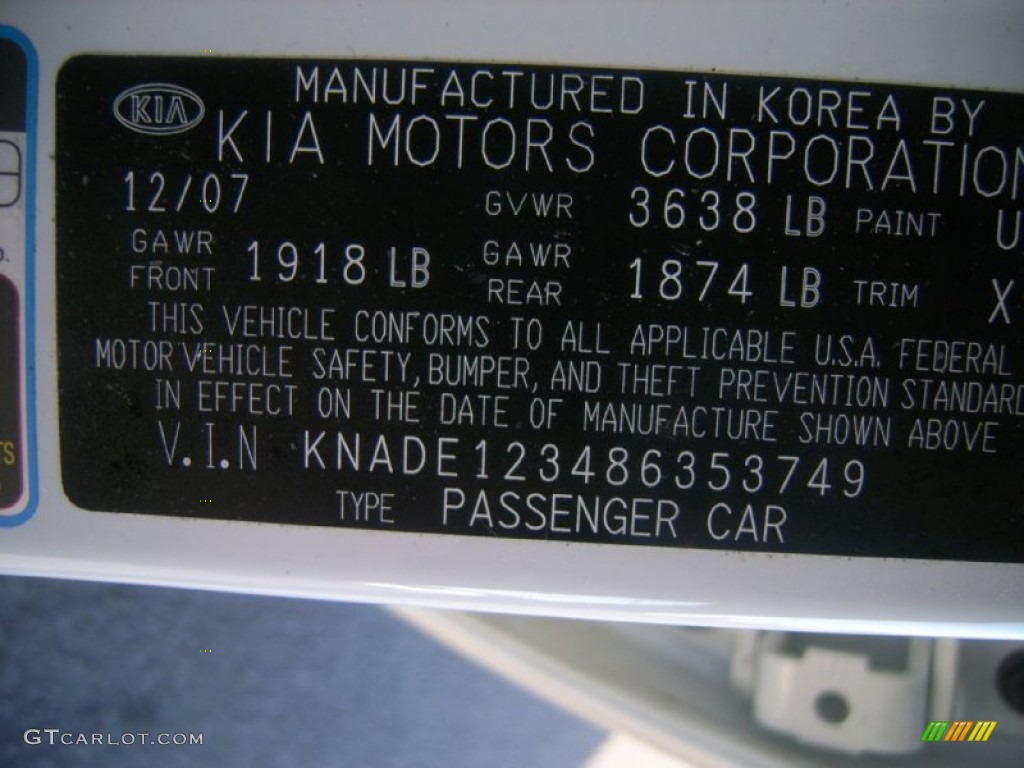 KIA
MANUFACTURED IN KOREA BY
KIA MOTORS CORPORATION
12/07 GVWR 3638 LB PAINT U
GAWR FRONT 1918 LB GAWR REAR 1874 LB TRIM X
THIS VEHICLE CONFORMS TO ALL APPLICABLE U.S.A. FEDERAL
MOTOR VEHICLE SAFETY, BUMPER, AND THEFT PREVENTION STANDARD
IN EFFECT ON THE DATE OF MANUFACTURE SHOWN ABOVE
V.I.N KNADE123486353749
TYPE PASSENGER CAR
GTCARLOT.COM